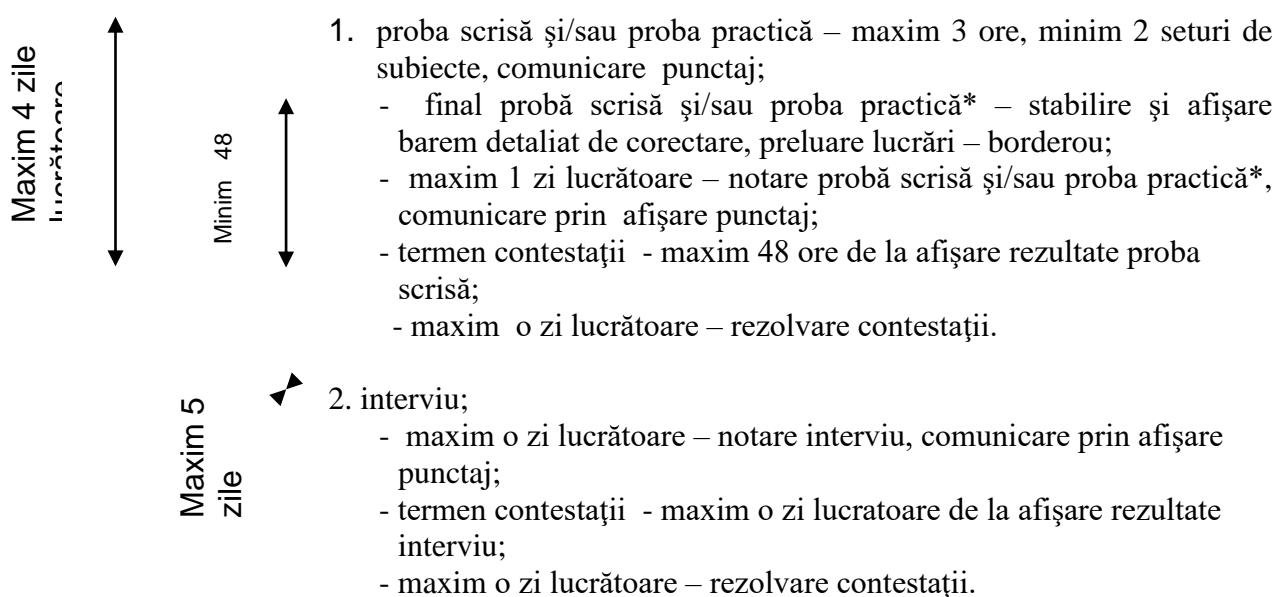 Maxim 4 zile
1. proba scrisă şi/sau proba practică – maxim 3 ore, minim 2 seturi de
subiecte, comunicare punctaj;
- final probă scrisă şi/sau proba practică* – stabilire şi afişare
barem detaliat de corectare, preluare lucrări – borderou;
Minim 48
- maxim 1 zi lucrătoare – notare probă scrisă şi/sau proba practică*,
comunicare prin afişare punctaj;
- termen contestaţii - maxim 48 ore de la afişare rezultate proba
scrisă;
- maxim o zi lucrătoare – rezolvare contestaţii.
Maxim 5
zile
2. interviu;
- maxim o zi lucrătoare – notare interviu, comunicare prin afişare
punctaj;
- termen contestaţii - maxim o zi lucratoare de la afişare rezultate
interviu;
- maxim o zi lucrătoare – rezolvare contestaţii.